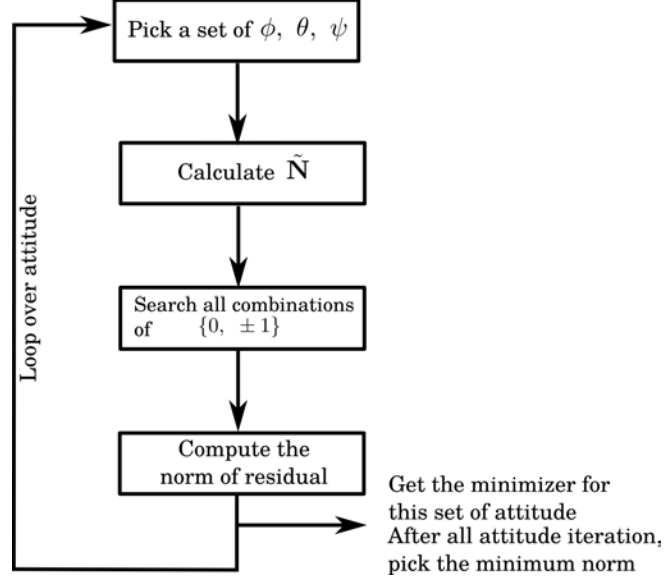 Pick a set of ϕ, θ, ψ
Calculate Ñ
Search all combinations
of {0, ±1}
Compute the
norm of residual
Loop over attitude
Get the minimizer for
this set of attitude
After all attitude iteration,
pick the minimum norm